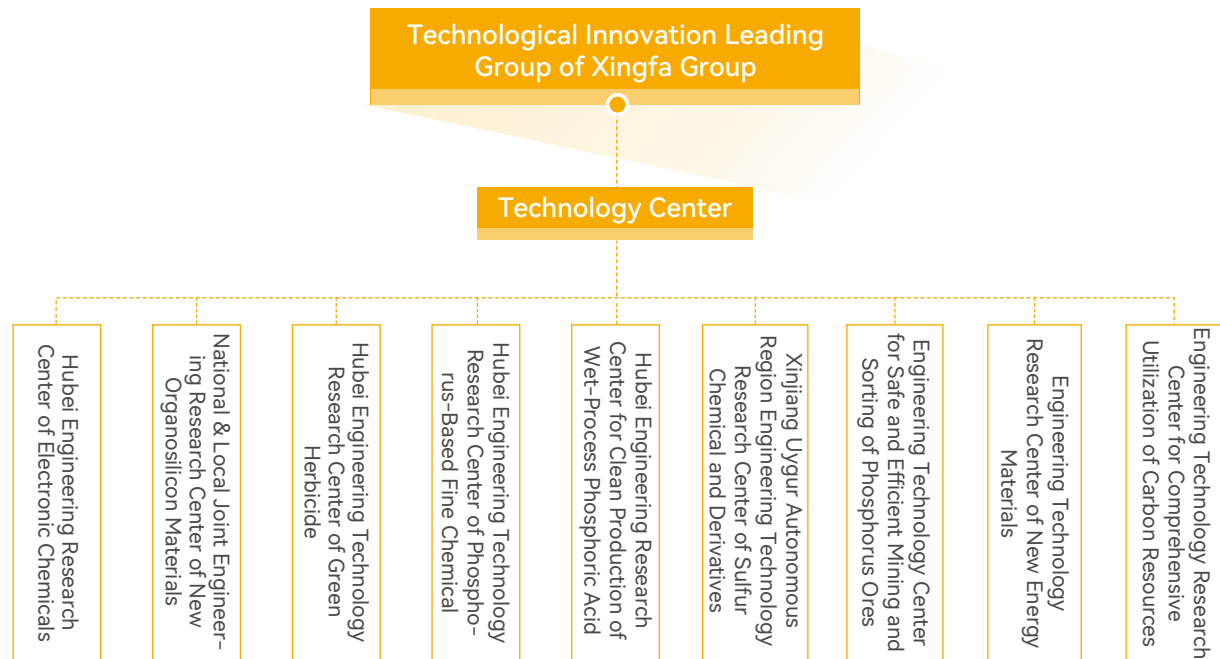 Technological Innovation Leading
Group of Xingfa Group
Technology Center
Hubei Engineering Research
Center of Electronic Chemicals
National & Local Joint Engineer-
ing Research Center of New
Organosilicon Materials
Hubei Engineering Technology
Research Center of Green
Herbicide
Hubei Engineering Technology
Research Center of Phospho-
rus-Based Fine Chemical
Hubei Engineering Research
Center for Clean Production of
Wet-Process Phosphoric Acid
Xinjiang Uygur Autonomous
Region Engineering Technology
Research Center of Sulfur
Chemical and Derivatives
Engineering Technology Center
for Safe and Efficient Mining and
Sorting of Phosphorus Ores
Engineering Technology
Research Center of New Energy
Materials
Engineering Technology Research
Center for Comprehensive
Utilization of Carbon Resources